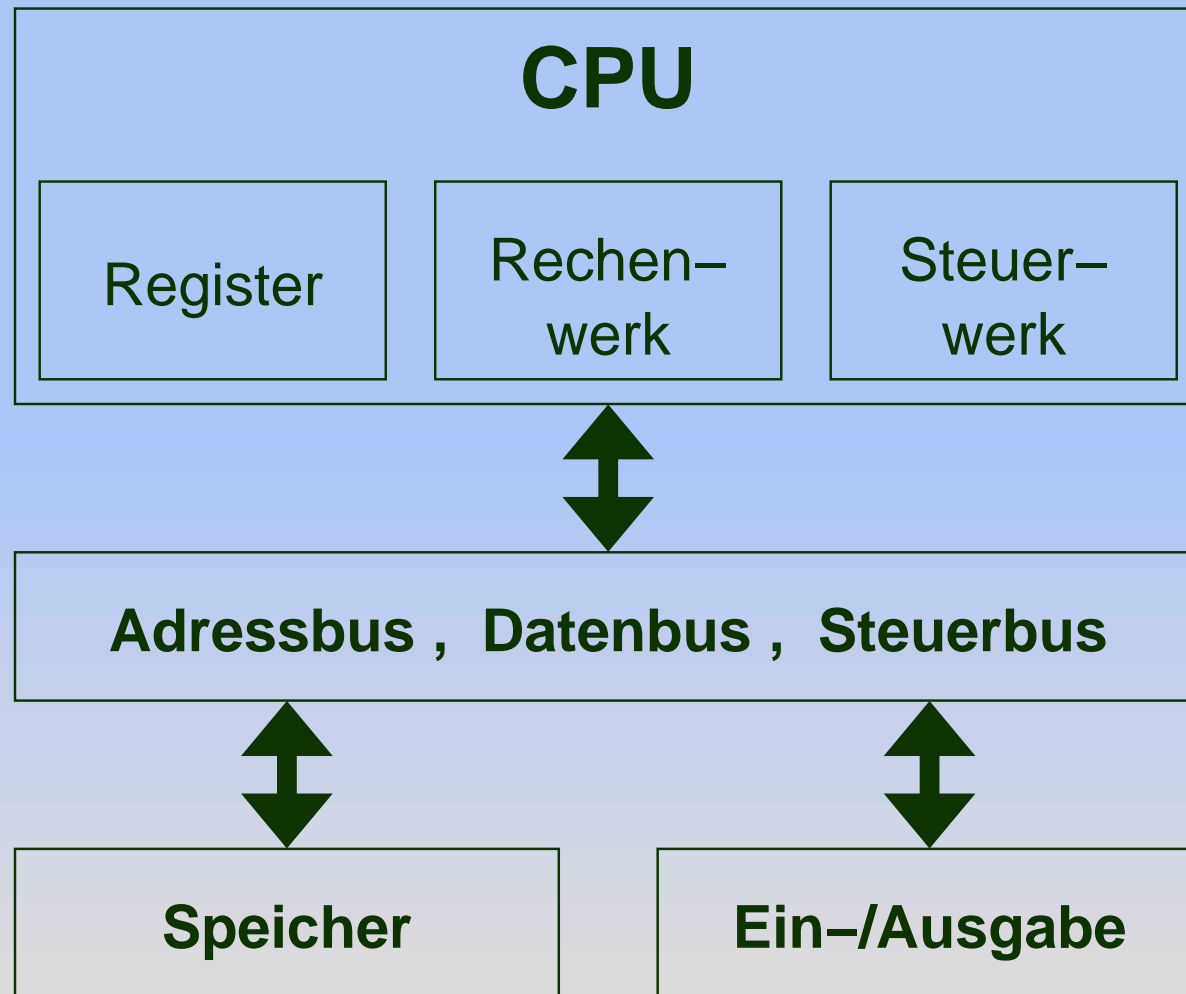 CPU
Register
Rechen–
werk
Steuer–
werk
Adressbus , Datenbus , Steuerbus
Speicher
Ein–/Ausgabe